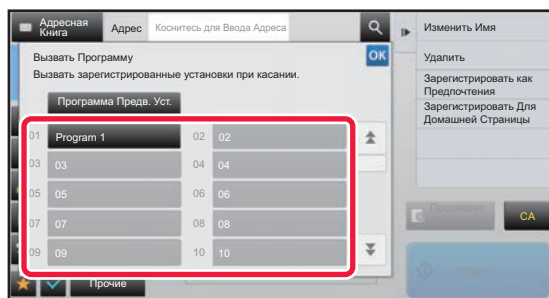 Адресная Книга
Адрес
Коснитесь для Ввода Адреса
Изменить Имя
Вызвать Программу
OK
Удалить
Вызвать зарегистрированные установки при касании.
Зарегистрировать как Предпочтения
Программа Предв. Уст.
Зарегистрировать Для Домашней Страницы
01 Program 1 02 02
03 03 04 04
05 05 06 06
07 07 08 08
CA
09 09 10 10
Прочие